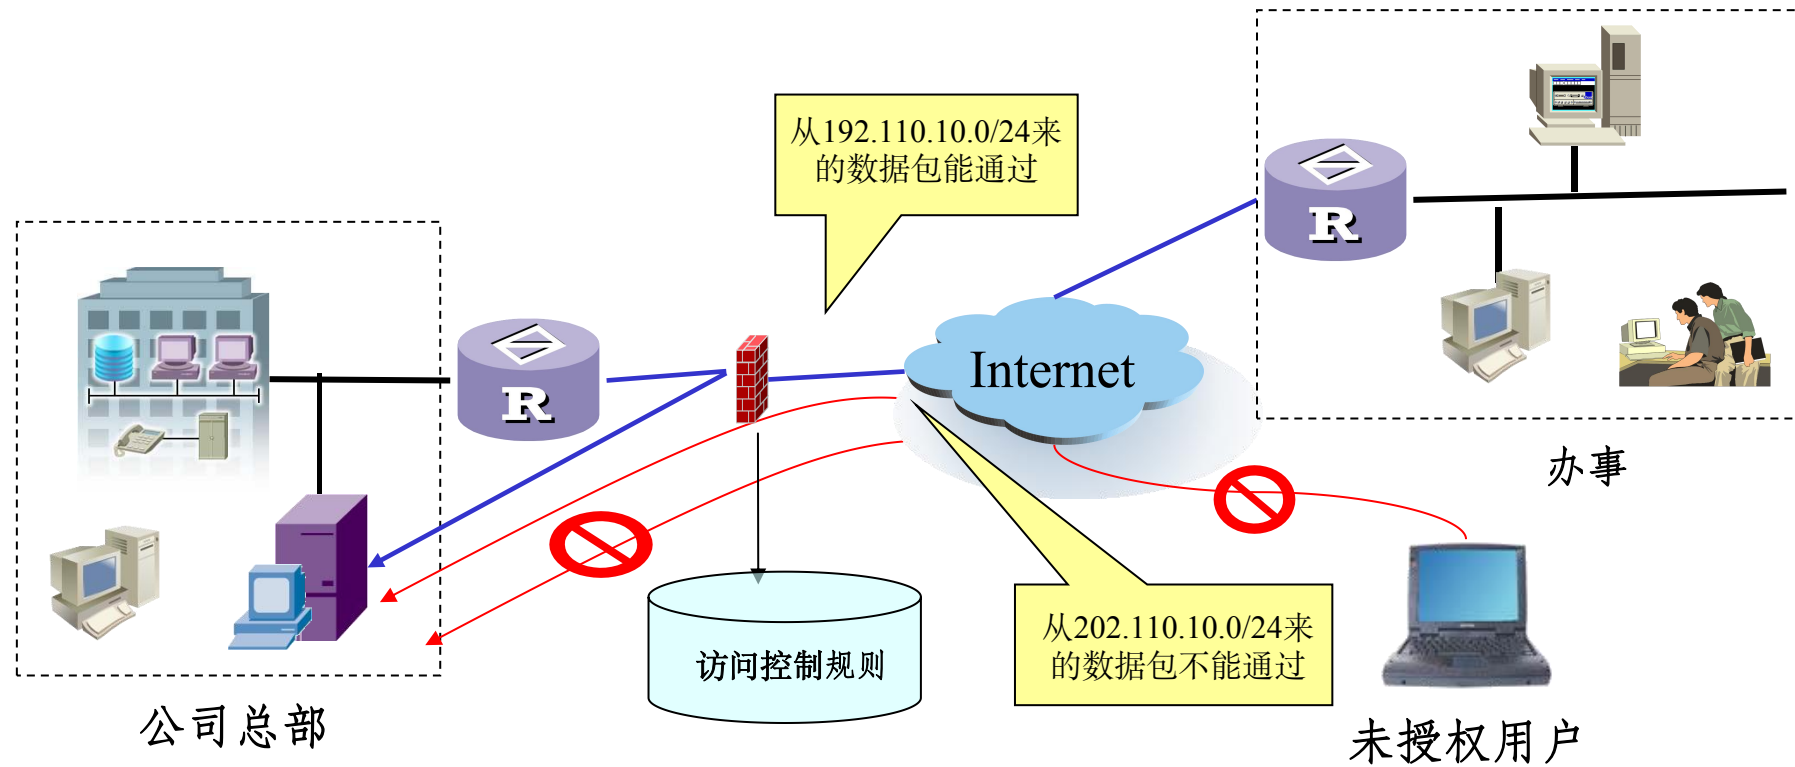 从192.110.10.0/24来
的数据包能通过
R
R
Internet
办事
从202.110.10.0/24来
的数据包不能通过
访问控制规则
公司总部
未授权用户